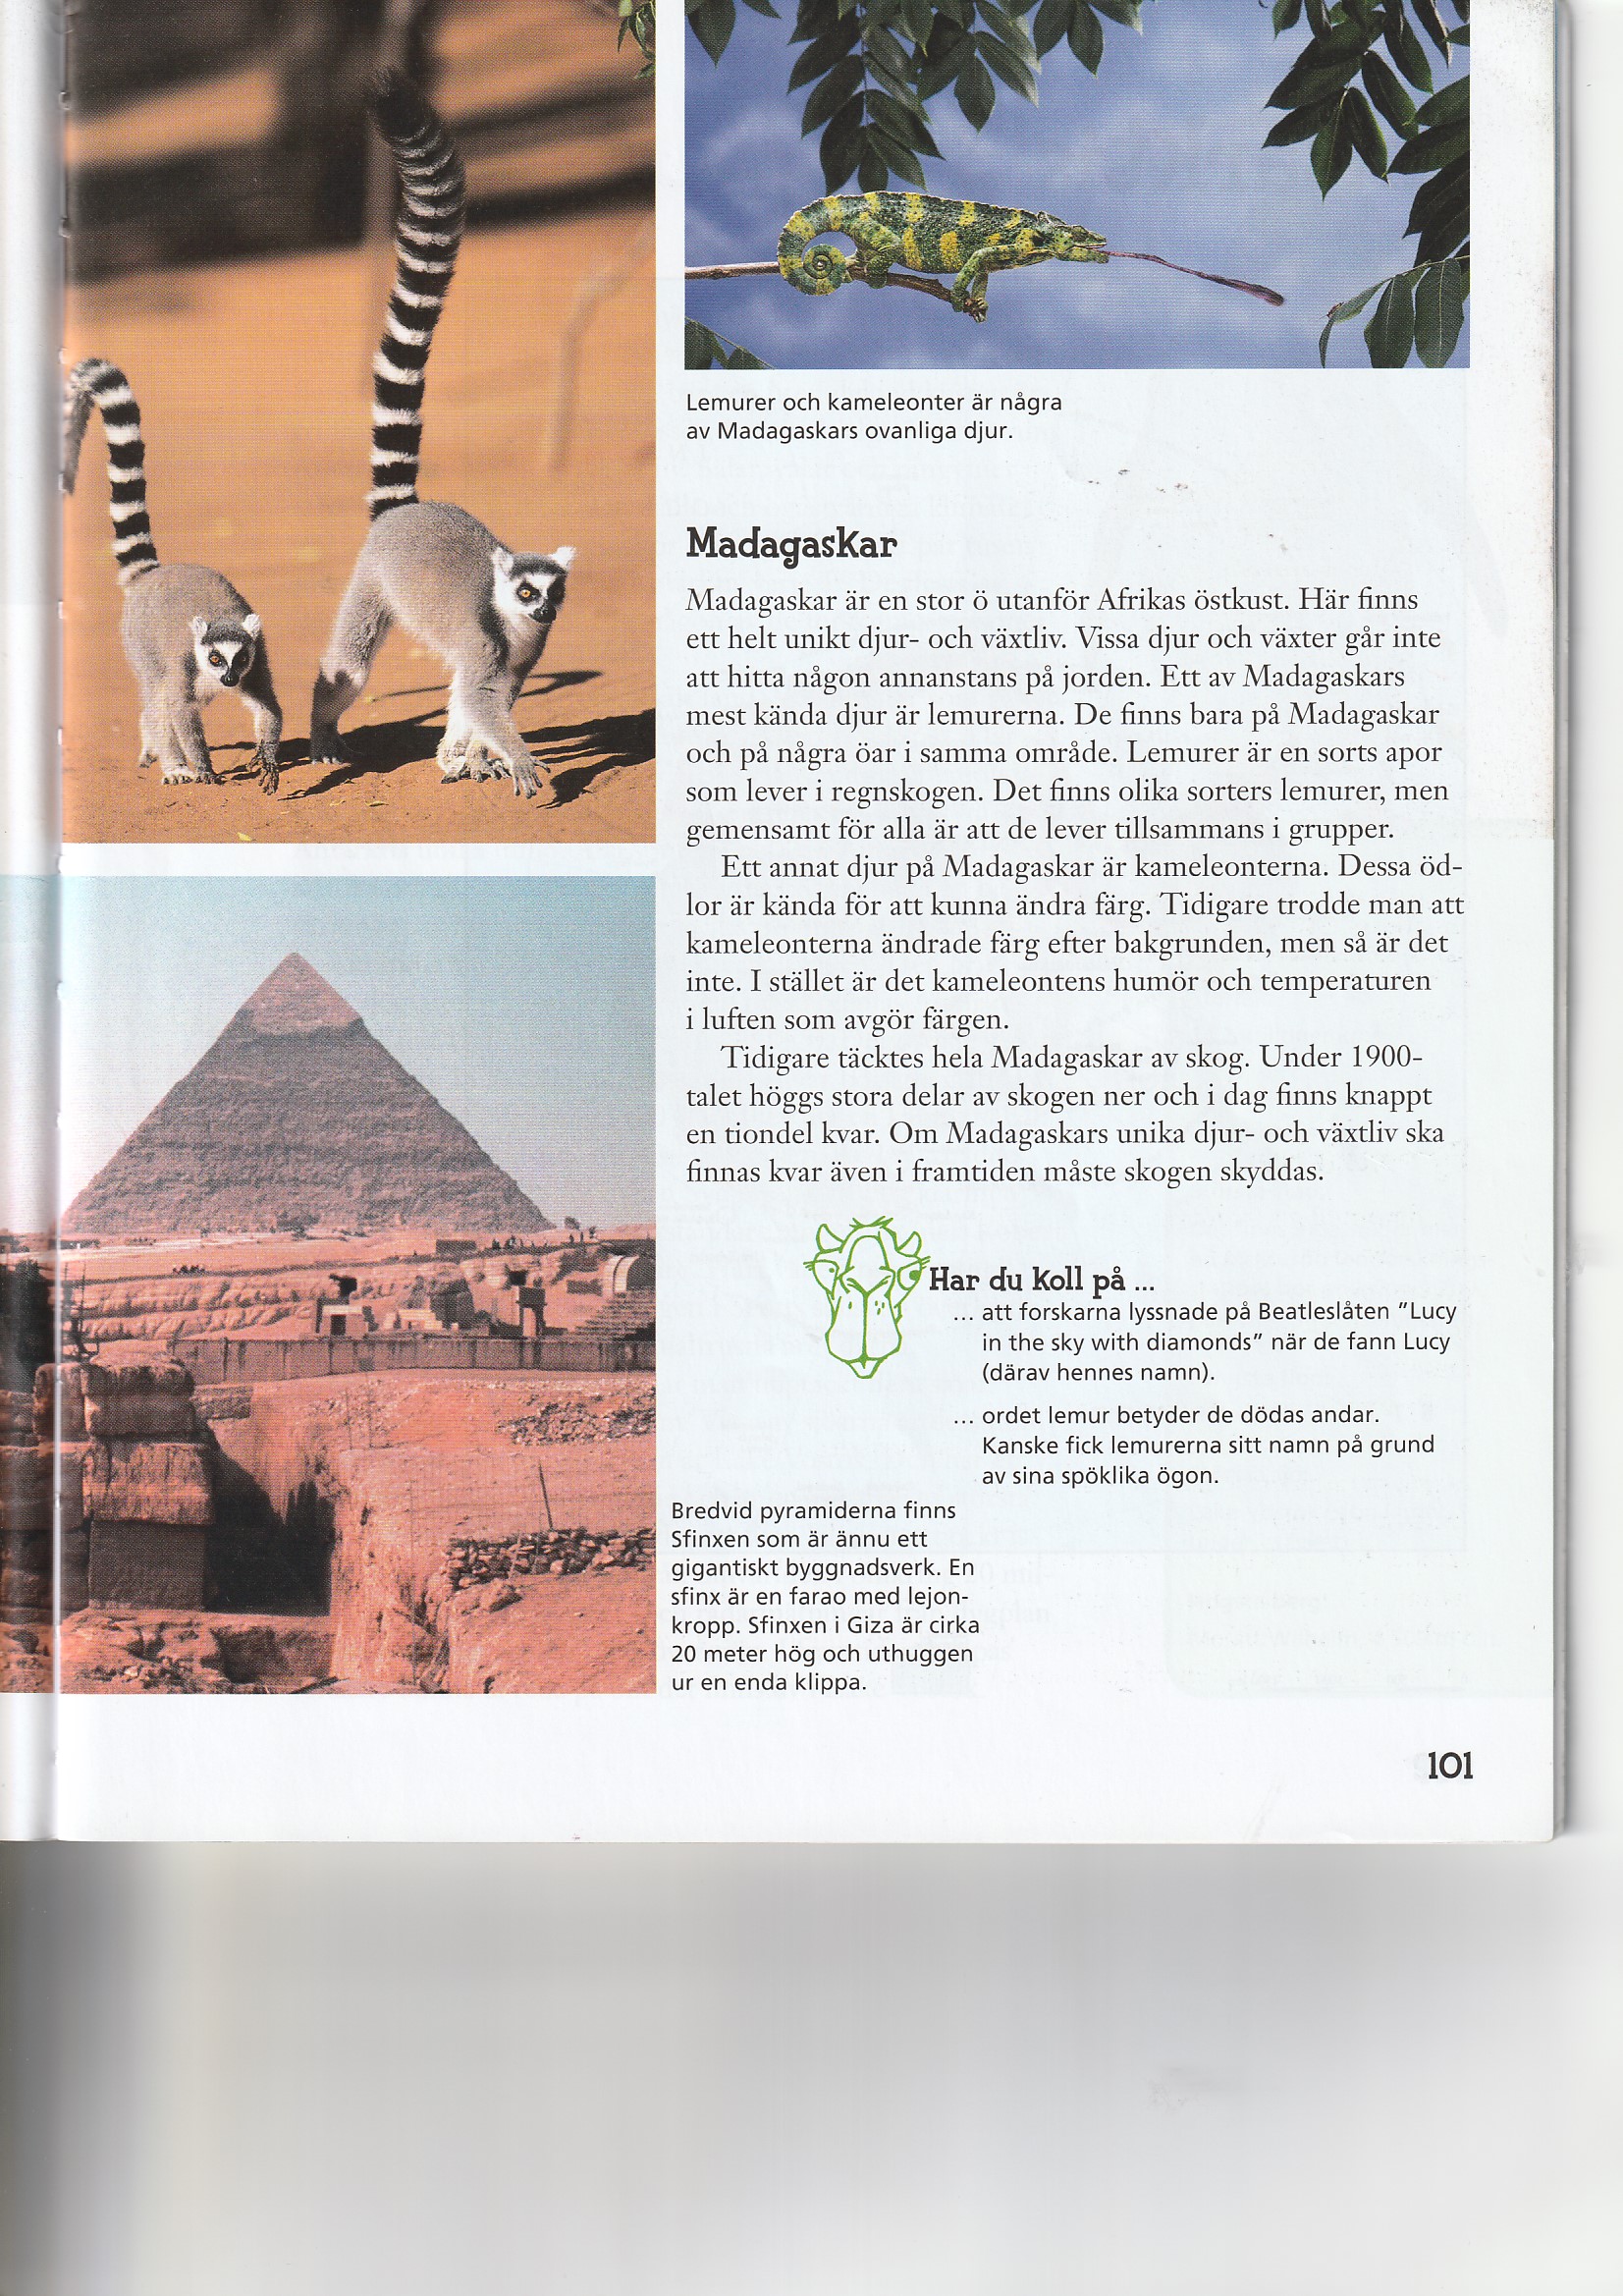 Lemurer och kameleonter är några
av Madagaskars ovanliga djur.
Madagaskar
Madagaskar är en stor ö utanför Afrikas östkust. Här finns
ett helt unikt djur- och växtliv. Vissa djur och växter går inte
att hitta någon annanstans på jorden. Ett av Madagaskars
mest kända djur är lemurerna. De finns bara på Madagaskar
och på några öar i samma område. Lemurer är en sorts apor
som lever i regnskogen. Det finns olika sorters lemurer, men
gemensamt för alla är att de lever tillsammans i grupper.
Ett annat djur på Madagaskar är kameleonterna. Dessa öd-
lor är kända för att kunna ändra färg. Tidigare trodde man att
kameleonterna ändrade färg efter bakgrunden, men så är det
inte. I stället är det kameleontens humör och temperaturen
i luften som avgör färgen.
Tidigare täcktes hela Madagaskar av skog. Under 1900-
talet höggs stora delar av skogen ner och i dag finns knappt
en tiondel kvar. Om Madagaskars unika djur- och växtliv ska
finnas kvar även i framtiden måste skogen skyddas.
Har du koll på ...
... att forskarna lyssnade på Beatleslåten ”Lucy
in the sky with diamonds” när de fann Lucy
(därav hennes namn).
... ordet lemur betyder de dödas andar.
Kanske fick lemurerna sitt namn på grund
av sina spöklika ögon.
Bredvid pyramiderna finns
Sfinxen som är ännu ett
gigantiskt byggnadsverk. En
sfinx är en farao med lejon-
kropp. Sfinxen i Giza är cirka
20 meter hög och uthuggen
ur en enda klippa.
101